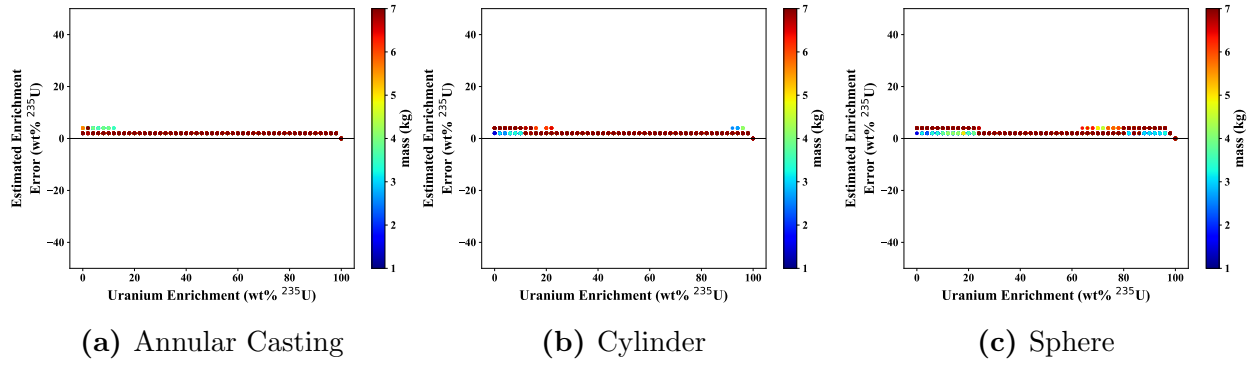 40
20
0
−20
−40
Estimated Enrichment
Error (wt% ²³⁵U)
0 20 40 60 80 100
Uranium Enrichment (wt% ²³⁵U)
7
6
5
4
3
2
1
mass (kg)
(a) Annular Casting
40
20
0
−20
−40
Estimated Enrichment
Error (wt% ²³⁵U)
0 20 40 60 80 100
Uranium Enrichment (wt% ²³⁵U)
7
6
5
4
3
2
1
mass (kg)
(b) Cylinder
40
20
0
−20
−40
Estimated Enrichment
Error (wt% ²³⁵U)
0 20 40 60 80 100
Uranium Enrichment (wt% ²³⁵U)
7
6
5
4
3
2
1
mass (kg)
(c) Sphere